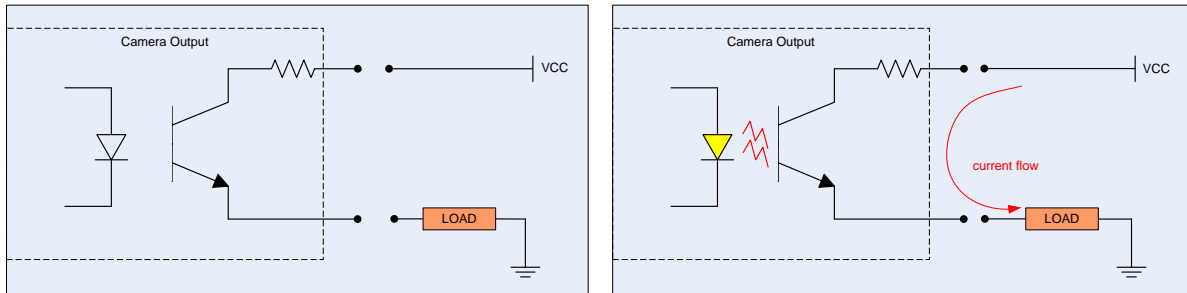 Camera Output
VCC
LOAD
Camera Output
VCC
current flow
LOAD